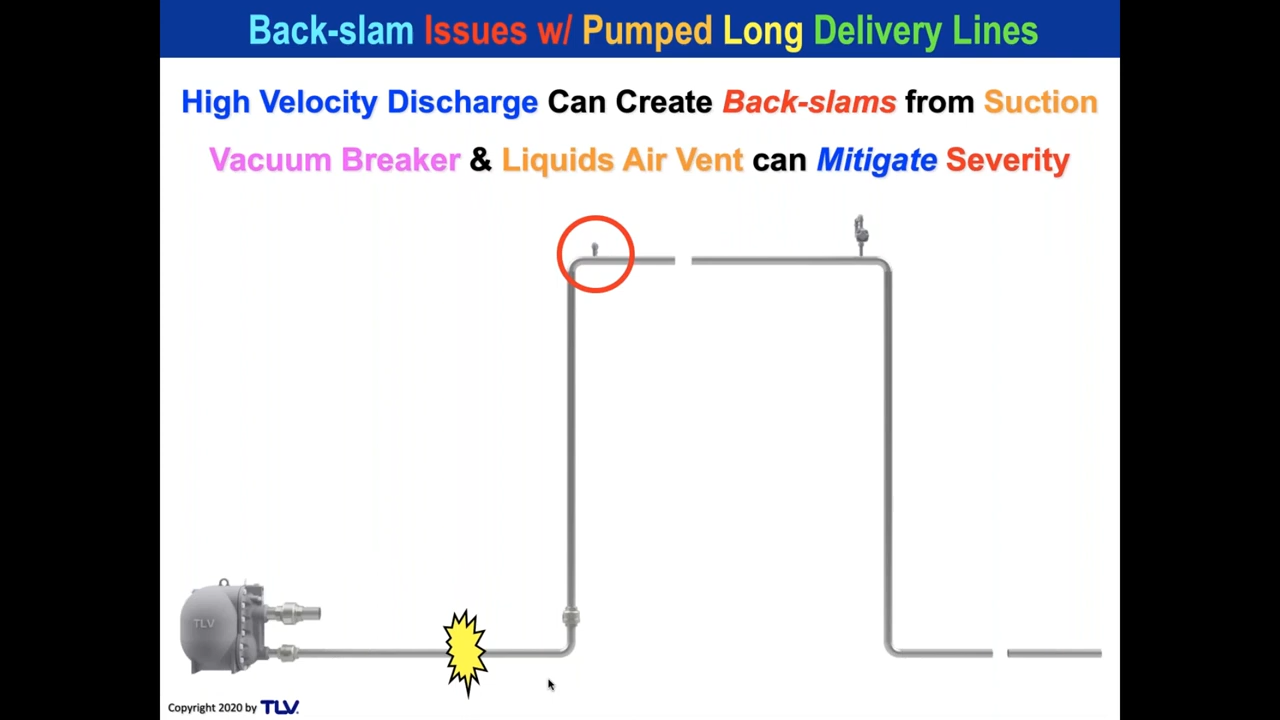 Back-slam Issues w/ Pumped Long Delivery Lines
High Velocity Discharge Can Create Back-slams from Suction
Vacuum Breaker & Liquids Air Vent can Mitigate Severity
TLV
Copyright 2020 by TLV.